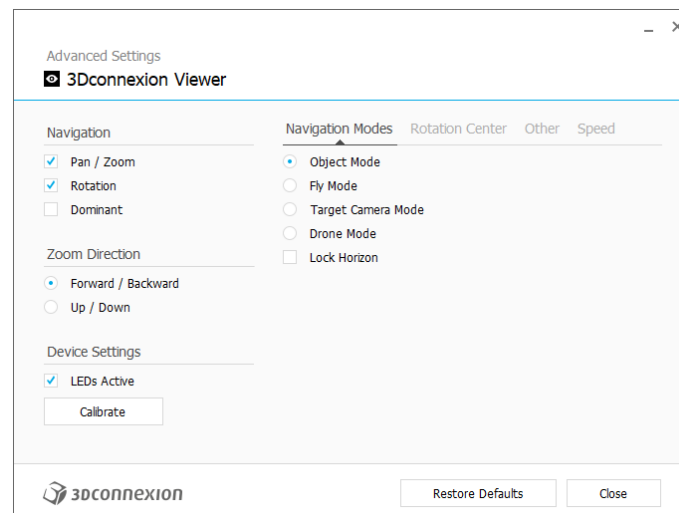 Advanced Settings
3Dconnexion Viewer
Navigation
Pan / Zoom
Rotation
Dominant
Zoom Direction
Forward / Backward
Up / Down
Device Settings
LEDs Active
Calibrate
Navigation Modes Rotation Center Other Speed
Object Mode
Fly Mode
Target Camera Mode
Drone Mode
Lock Horizon
3Dconnexion
Restore Defaults Close